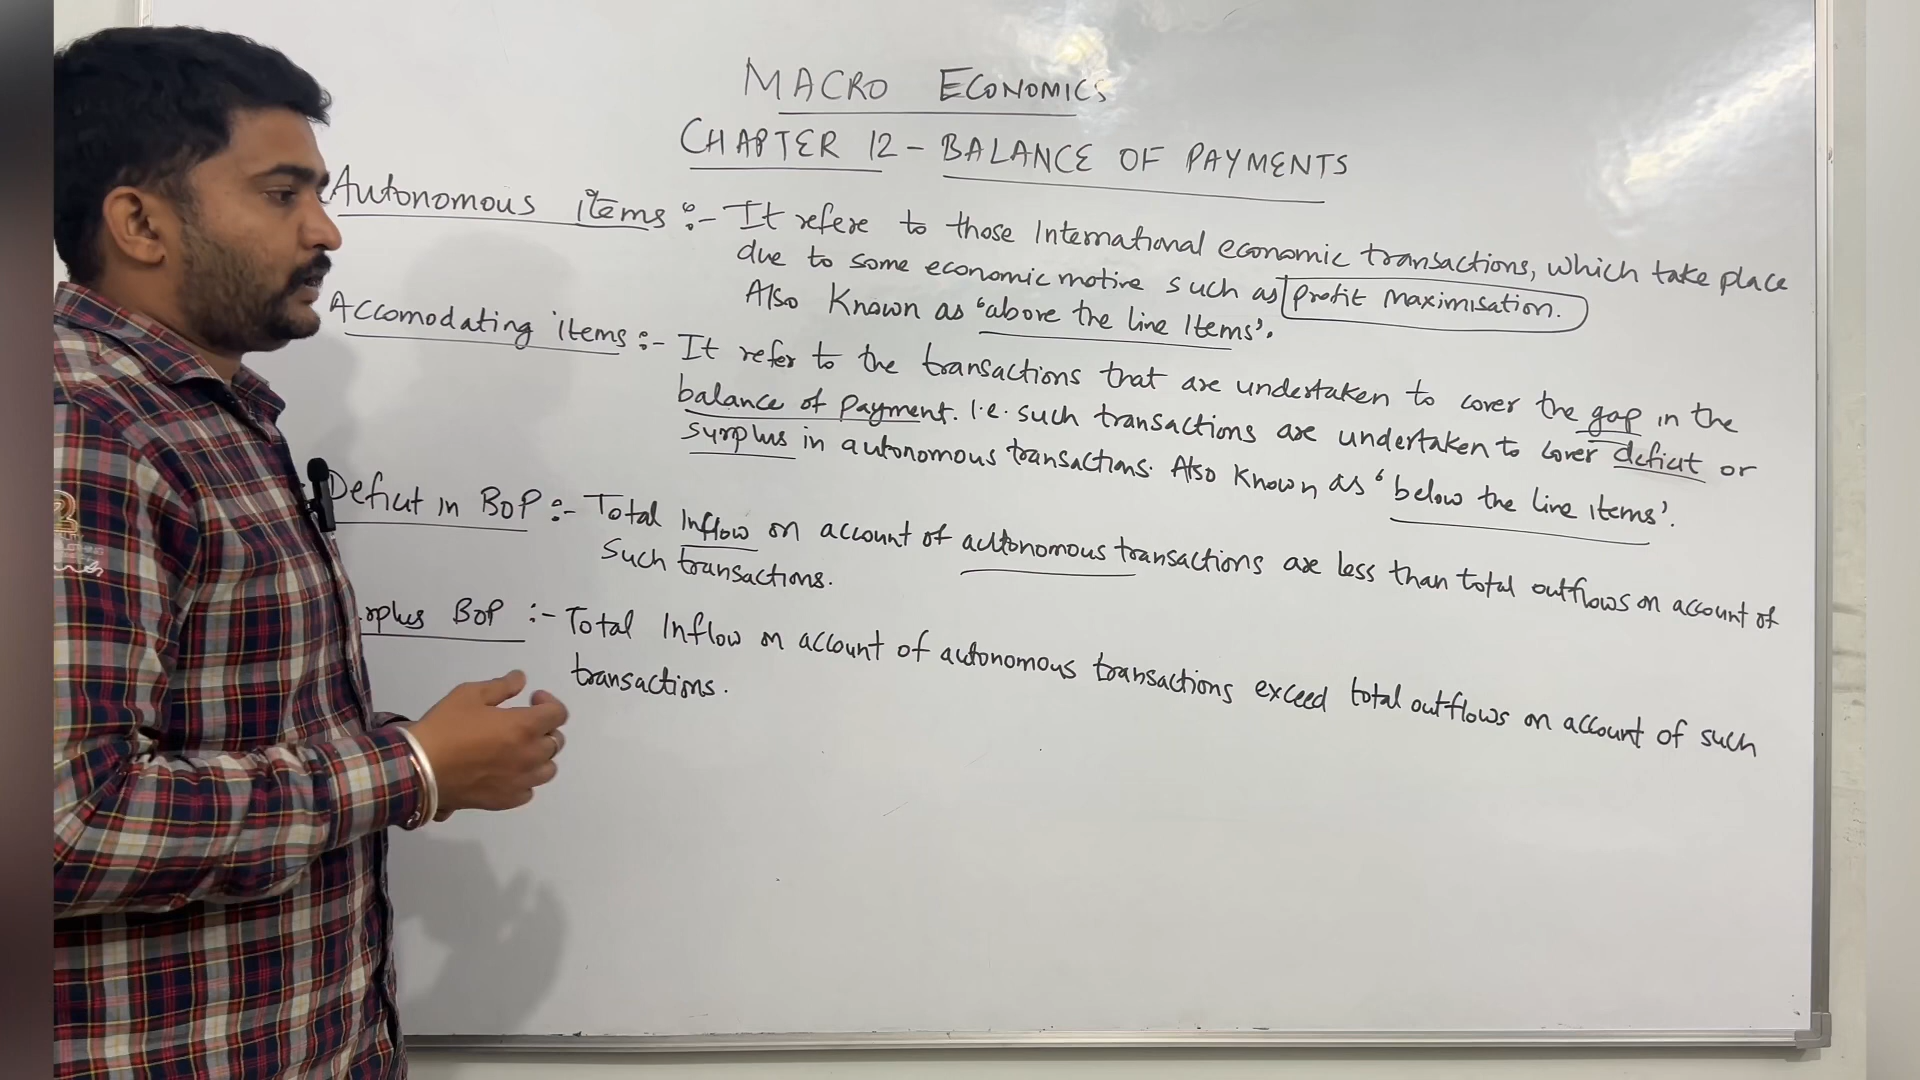 MACRO ECONOMICS
CHAPTER 12 - BALANCE OF PAYMENTS
Autonomous items :- It refere to those International economic transactions, which take place
due to some economic motive such as profit maximisation.
Also Known as 'above the line Items'.
Accomodating items :- It refer to the transactions that are undertaken to cover the gap in the
balance of payment. I.e. such transactions are undertaken to cover deficit or
surplus in autonomous transactions. Also Known as 'below the line items'.
Deficit in BOP :- Total Inflow on account of autonomous transactions are less than total outflows on account of
Such transactions.
rplus BOP :- Total Inflow on account of autonomous transactions exceed total outflows on account of such
transactions.